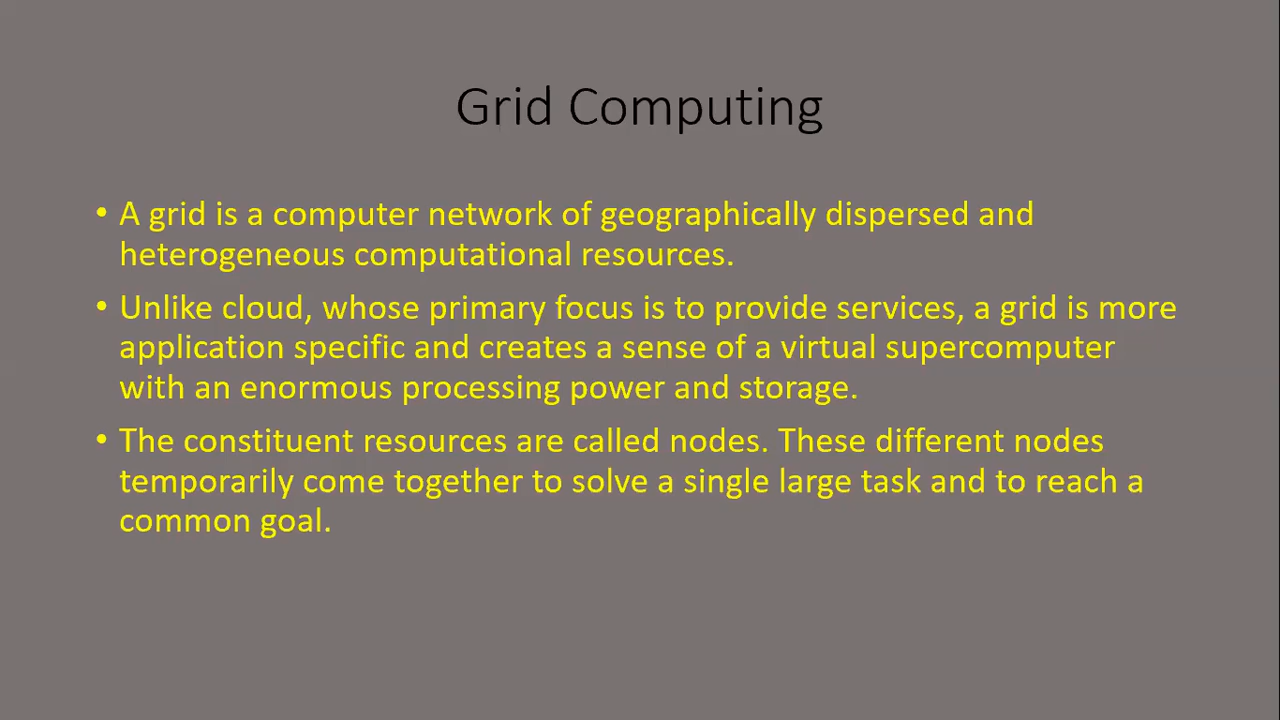 Grid Computing
• A grid is a computer network of geographically dispersed and
heterogeneous computational resources.
• Unlike cloud, whose primary focus is to provide services, a grid is more
application specific and creates a sense of a virtual supercomputer
with an enormous processing power and storage.
• The constituent resources are called nodes. These different nodes
temporarily come together to solve a single large task and to reach a
common goal.